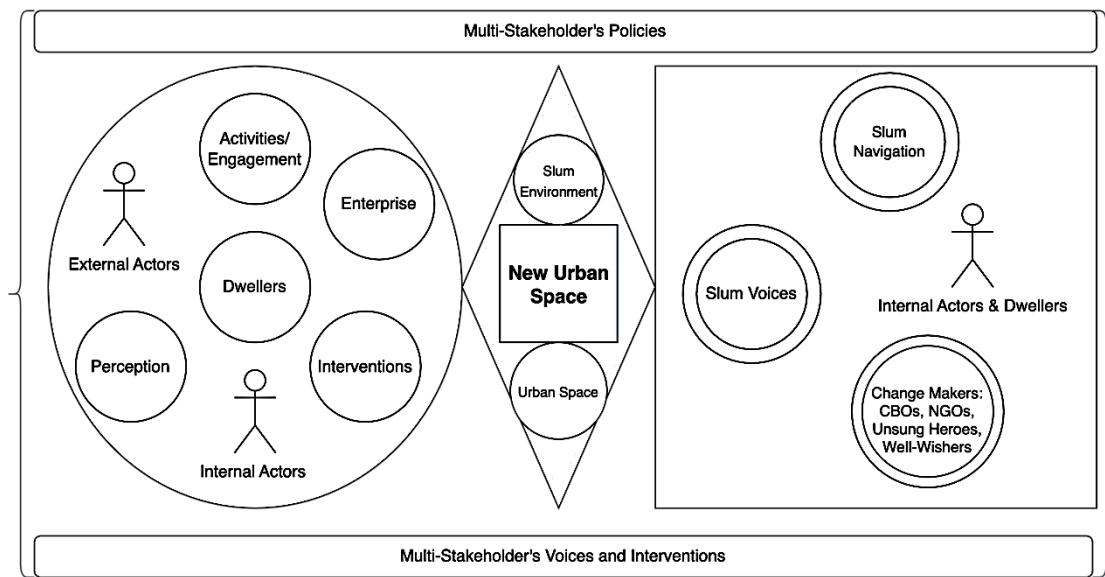 Multi-Stakeholder's Policies
Activities/
Engagement
Enterprise
External Actors
Dwellers
Perception
Interventions
Internal Actors
Slum
Environment
New Urban
Space
Urban Space
Slum
Navigation
Slum Voices
Internal Actors & Dwellers
Change Makers:
CBOs, NGOs,
Unsung Heroes,
Well-Wishers
Multi-Stakeholder's Voices and Interventions